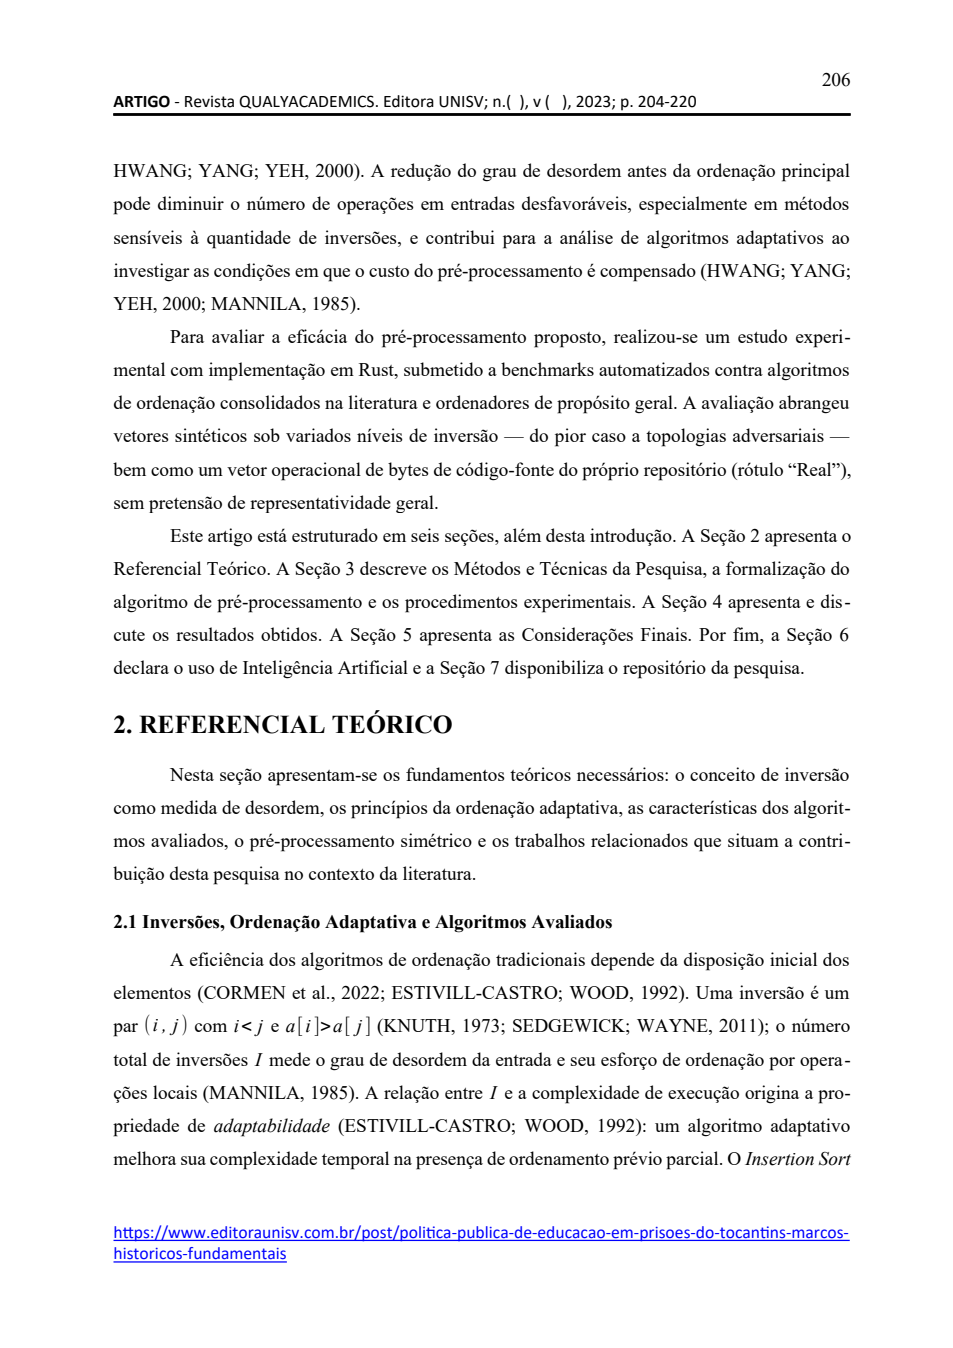 206
ARTIGO - Revista QUALYACADEMICS. Editora UNISV; n.( ), v ( ), 2023; p. 204-220
HWANG; YANG; YEH, 2000). A redução do grau de desordem antes da ordenação principal
pode diminuir o número de operações em entradas desfavoráveis, especialmente em métodos
sensíveis à quantidade de inversões, e contribui para a análise de algoritmos adaptativos ao
investigar as condições em que o custo do pré-processamento é compensado (HWANG; YANG;
YEH, 2000; MANNILA, 1985).
Para avaliar a eficácia do pré-processamento proposto, realizou-se um estudo experi-
mental com implementação em Rust, submetido a benchmarks automatizados contra algoritmos
de ordenação consolidados na literatura e ordenadores de propósito geral. A avaliação abrangeu
vetores sintéticos sob variados níveis de inversão — do pior caso a topologias adversariais —
bem como um vetor operacional de bytes de código-fonte do próprio repositório (rótulo “Real”),
sem pretensão de representatividade geral.
Este artigo está estruturado em seis seções, além desta introdução. A Seção 2 apresenta o
Referencial Teórico. A Seção 3 descreve os Métodos e Técnicas da Pesquisa, a formalização do
algoritmo de pré-processamento e os procedimentos experimentais. A Seção 4 apresenta e dis-
cute os resultados obtidos. A Seção 5 apresenta as Considerações Finais. Por fim, a Seção 6
declara o uso de Inteligência Artificial e a Seção 7 disponibiliza o repositório da pesquisa.
2. REFERENCIAL TEÓRICO
Nesta seção apresentam-se os fundamentos teóricos necessários: o conceito de inversão
como medida de desordem, os princípios da ordenação adaptativa, as características dos algorit-
mos avaliados, o pré-processamento simétrico e os trabalhos relacionados que situam a contri-
buição desta pesquisa no contexto da literatura.
2.1 Inversões, Ordenação Adaptativa e Algoritmos Avaliados
A eficiência dos algoritmos de ordenação tradicionais depende da disposição inicial dos
elementos (CORMEN et al., 2022; ESTIVILL-CASTRO; WOOD, 1992). Uma inversão é um
par (i, j) com i< j e a[i]>a[ j] (KNUTH, 1973; SEDGEWICK; WAYNE, 2011); o número
total de inversões I mede o grau de desordem da entrada e seu esforço de ordenação por opera-
ções locais (MANNILA, 1985). A relação entre I e a complexidade de execução origina a pro-
priedade de adaptabilidade (ESTIVILL-CASTRO; WOOD, 1992): um algoritmo adaptativo
melhora sua complexidade temporal na presença de ordenamento prévio parcial. O Insertion Sort
https://www.editoraunisv.com.br/post/politica-publica-de-educacao-em-prisoes-do-tocantins-marcos-
historicos-fundamentais